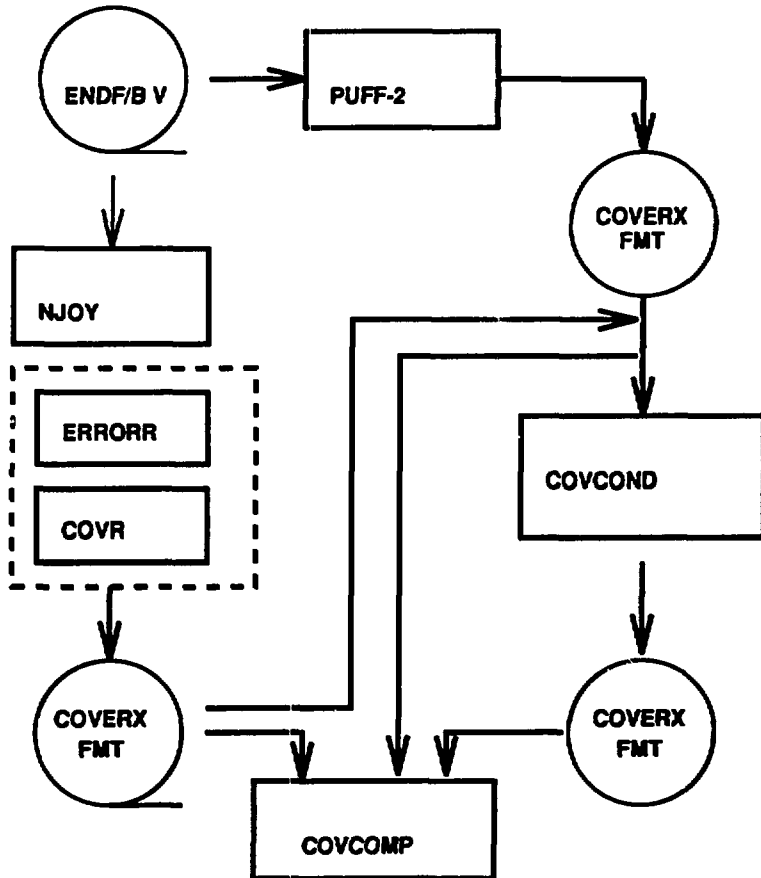 ENDF/B V
PUFF-2
COVERX
FMT
NJOY
ERRORR
COVCOND
COVR
COVERX
FMT
COVERX
FMT
COVCOMP